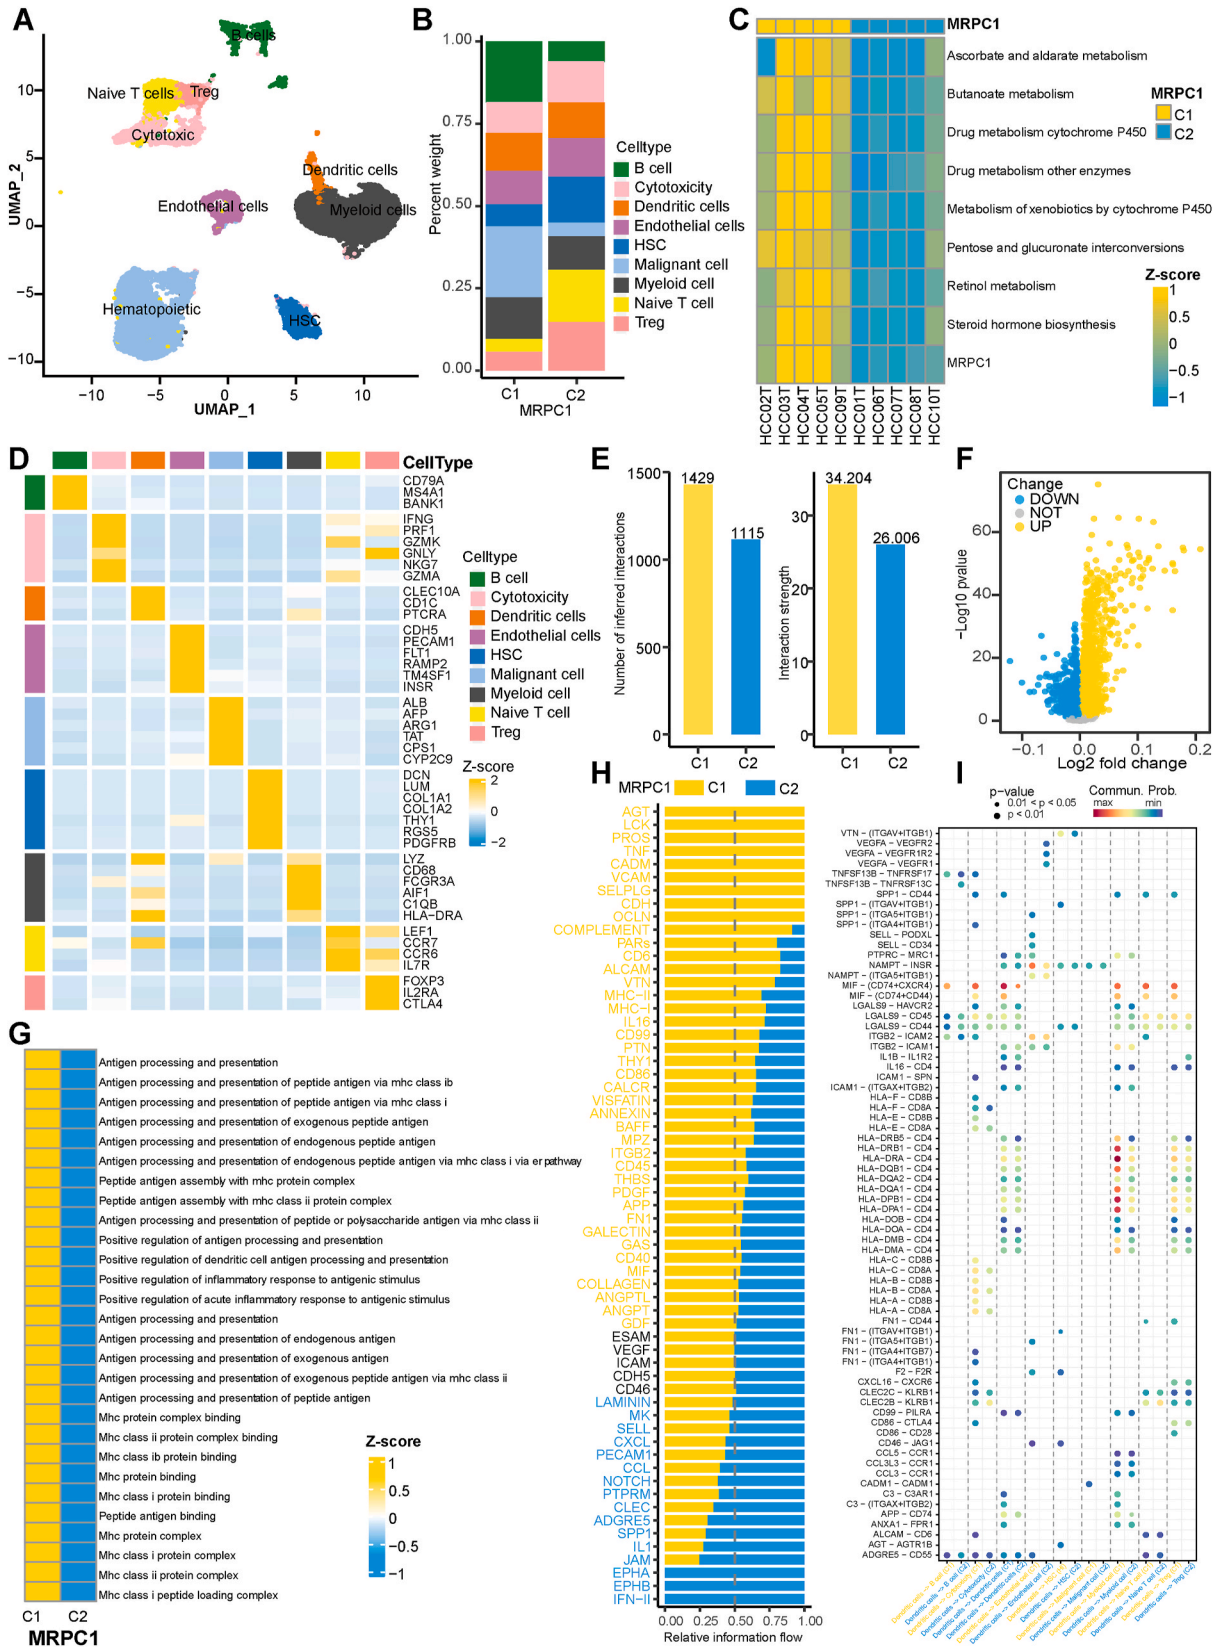 A
B cells
Naive T cells
Treg
Cytotoxic
Dendritic cells
Endothelial cells
Myeloid cells
Hematopoietic
HSC
UMAP_2
10
5
0
−5
−10
−10
−5
0
5
10
UMAP_1
B
Percent weight
1.00
0.75
0.50
0.25
0.00
C1
C2
MRPC1
Celltype
B cell
Cytotoxicity
Dendritic cells
Endothelial cells
HSC
Malignant cell
Myeloid cell
Naive T cell
Treg
C
MRPC1
Ascorbate and aldarate metabolism
Butanoate metabolism
Drug metabolism cytochrome P450
Drug metabolism other enzymes
Metabolism of xenobiotics by cytochrome P450
Pentose and glucuronate interconversions
Retinol metabolism
Steroid hormone biosynthesis
MRPC1
HCC02T
HCC03T
HCC04T
HCC05T
HCC09T
HCC01T
HCC06T
HCC07T
HCC08T
HCC10T
MRPC1
C1
C2
Z-score
1
0.5
0
−0.5
−1
D
CellType
CD79A
MS4A1
BANK1
IFNG
PRF1
GZMK
GNLY
NKG7
GZMA
CLEC10A
CD1C
PTCRA
CDH5
PECAM1
FLT1
RAMP2
TM4SF1
INSR
ALB
AFP
ARG1
TAT
CPS1
CYP2C9
DCN
LUM
COL1A1
COL1A2
THY1
RGS5
PDGFRB
LYZ
CD68
FCGR3A
AIF1
C1QB
HLA−DRA
LEF1
CCR7
CCR6
IL7R
FOXP3
IL2RA
CTLA4
Celltype
B cell
Cytotoxicity
Dendritic cells
Endothelial cells
HSC
Malignant cell
Myeloid cell
Naive T cell
Treg
Z-score
2
0
−2
E
Number of inferred interactions
1500
1000
500
0
1429
1115
C1
C2
Interaction strength
30
20
10
0
34.204
26.006
C1
C2
F
Change
DOWN
NOT
UP
−Log10 pvalue
60
40
20
0
−0.1
0.0
0.1
0.2
Log2 fold change
G
Antigen processing and presentation
Antigen processing and presentation of peptide antigen via mhc class ib
Antigen processing and presentation of peptide antigen via mhc class i
Antigen processing and presentation of exogenous peptide antigen
Antigen processing and presentation of endogenous peptide antigen
Antigen processing and presentation of endogenous peptide antigen via mhc class i via er pathway
Peptide antigen assembly with mhc protein complex
Peptide antigen assembly with mhc class ii protein complex
Antigen processing and presentation of peptide or polysaccharide antigen via mhc class ii
Positive regulation of antigen processing and presentation
Positive regulation of dendritic cell antigen processing and presentation
Positive regulation of inflammatory response to antigenic stimulus
Positive regulation of acute inflammatory response to antigenic stimulus
Antigen processing and presentation
Antigen processing and presentation of endogenous antigen
Antigen processing and presentation of exogenous antigen
Antigen processing and presentation of exogenous peptide antigen via mhc class ii
Antigen processing and presentation of peptide antigen
Mhc protein complex binding
Mhc class ii protein complex binding
Mhc class ib protein binding
Mhc protein binding
Mhc class i protein binding
Peptide antigen binding
Mhc protein complex
Mhc class i protein complex
Mhc class ii protein complex
Mhc class i peptide loading complex
C1
C2
MRPC1
Z-score
1
0.5
0
−0.5
−1
H
MRPC1
C1
C2
AGT
LCK
PROS
TNF
CADM
VCAM
SELPLG
CDH
OCLN
COMPLEMENT
PARs
CD6
ALCAM
VTN
MHC−II
MHC−I
IL16
CD99
PTN
THY1
CD86
CALCR
VISFATIN
ANNEXIN
BAFF
MPZ
ITGB2
CD45
THBS
PDGF
APP
FN1
GALECTIN
GAS
CD40
MIF
COLLAGEN
ANGPTL
ANGPT
GDF
ESAM
VEGF
ICAM
CDH5
CD46
LAMININ
MK
SELL
CXCL
PECAM1
CCL
NOTCH
PTPRM
CLEC
ADGRE5
SPP1
IL1
JAM
EPHA
EPHB
IFN−II
0.00
0.25
0.50
0.75
1.00
Relative information flow
I
p-value
0.01 < p < 0.05
p < 0.01
Commun. Prob.
max
min
VTN − (ITGAV+ITGB1)
VEGFA − VEGFR2
VEGFA − VEGFR1R2
VEGFA − VEGFR1
TNFSF13B − TNFRSF17
TNFSF13B − TNFRSF13C
SPP1 − CD44
SPP1 − (ITGAV+ITGB1)
SPP1 − (ITGA5+ITGB1)
SPP1 − (ITGA4+ITGB1)
SELL − PODXL
SELL − CD34
PTPRC − MRC1
NAMPT − INSR
NAMPT − (ITGA5+ITGB1)
MIF − (CD74+CXCR4)
MIF − (CD74+CD44)
LGALS9 − HAVCR2
LGALS9 − CD45
LGALS9 − CD44
ITGB2 − ICAM2
ITGB2 − ICAM1
IL1B − IL1R2
IL16 − CD4
ICAM1 − SPN
ICAM1 − (ITGAX+ITGB2)
HLA−F − CD8B
HLA−F − CD8A
HLA−E − CD8B
HLA−E − CD8A
HLA−DRB5 − CD4
HLA−DRB1 − CD4
HLA−DRA − CD4
HLA−DQB1 − CD4
HLA−DQA2 − CD4
HLA−DQA1 − CD4
HLA−DPB1 − CD4
HLA−DPA1 − CD4
HLA−DOB − CD4
HLA−DOA − CD4
HLA−DMB − CD4
HLA−DMA − CD4
HLA−C − CD8B
HLA−C − CD8A
HLA−B − CD8B
HLA−B − CD8A
HLA−A − CD8B
HLA−A − CD8A
FN1 − CD44
FN1 − (ITGAV+ITGB1)
FN1 − (ITGA5+ITGB1)
FN1 − (ITGA4+ITGB7)
FN1 − (ITGA4+ITGB1)
F2 − F2R
CXCL16 − CXCR6
CLEC2C − KLRB1
CLEC2B − KLRB1
CD99 − PILRA
CD86 − CTLA4
CD86 − CD28
CD46 − JAG1
CCL5 − CCR1
CCL3L3 − CCR1
CCL3 − CCR1
CADM1 − CADM1
C3 − C3AR1
C3 − (ITGAX+ITGB2)
APP − CD74
ANXA1 − FPR1
ALCAM − CD6
AGT − AGTR1B
ADGRE5 − CD55